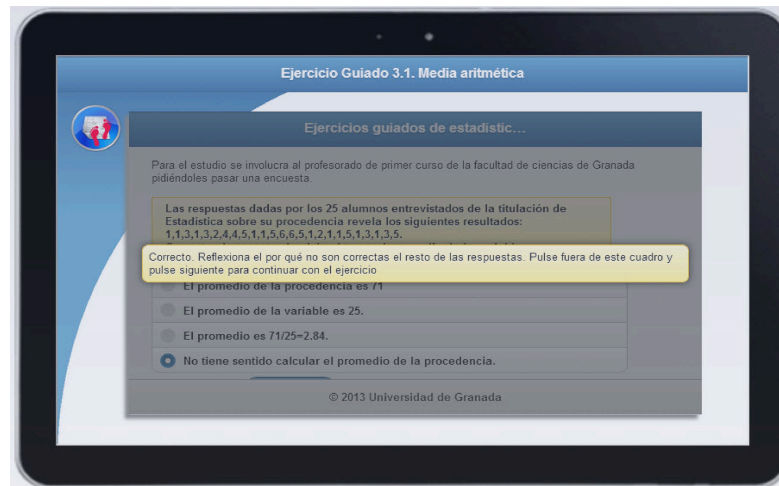 Ejercicio Guiado 3.1. Media aritmética
Ejercicios guiados de estadístic...
Para el estudio se involucra al profesorado de primer curso de la facultad de ciencias de Granada
pidiéndoles pasar una encuesta.
Las respuestas dadas por los 25 alumnos entrevistados de la titulación de
Estadística sobre su procedencia revela los siguientes resultados:
1,1,3,1,3,2,4,4,5,1,1,5,6,6,5,1,2,1,1,5,1,3,1,3,5.
Correcto. Reflexiona el por qué no son correctas el resto de las respuestas. Pulse fuera de este cuadro y
pulse siguiente para continuar con el ejercicio
El promedio de la procedencia es 71
El promedio de la variable es 25.
El promedio es 71/25=2.84.
No tiene sentido calcular el promedio de la procedencia.
© 2013 Universidad de Granada